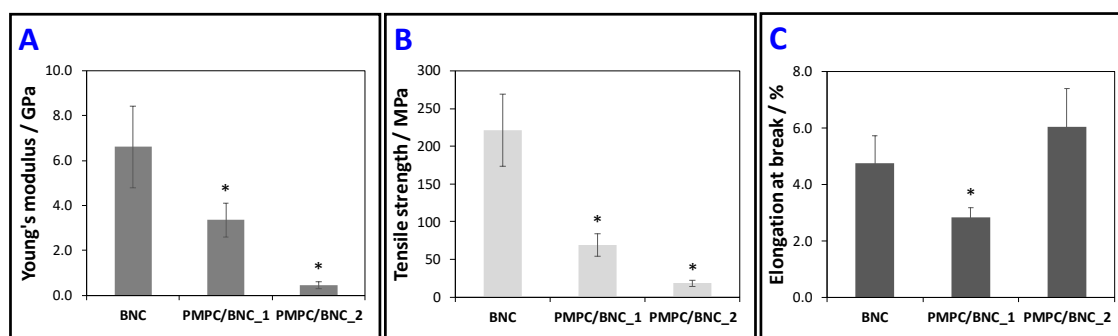 A
Young's modulus / GPa
10.0
8.0
6.0
4.0
2.0
0.0
*
*
BNC PMPC/BNC_1 PMPC/BNC_2
B
Tensile strength / MPa
300
250
200
150
100
50
0
*
*
BNC PMPC/BNC_1 PMPC/BNC_2
C
Elongation at break / %
8.0
6.0
4.0
2.0
0.0
*
BNC PMPC/BNC_1 PMPC/BNC_2